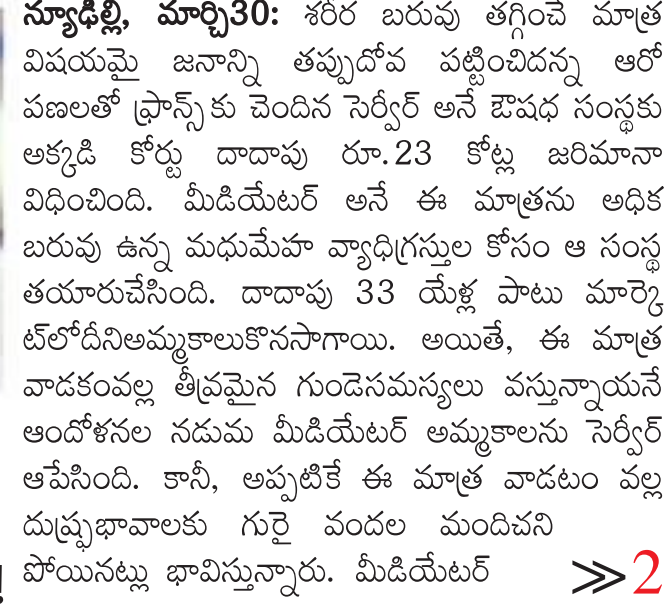 న్యూఢిల్లీ, మార్చి30: శరీర బరువు తగ్గించే మాత్ర
విషయమై జనాన్ని తప్పుదోవ పట్టించిదన్న ఆరో
పణలతో ఫ్రాన్స్‌కు చెందిన సెర్వీర్ అనే ఔషధ సంస్థకు
అక్కడి కోర్టు దాదాపు రూ.23 కోట్ల జరిమానా
విధించింది. మీడియేటర్ అనే ఈ మాత్రను అధిక
బరువు ఉన్న మధుమేహ వ్యాధిగ్రస్తుల కోసం ఆ సంస్థ
తయారుచేసింది. దాదాపు 33 యేళ్ల పాటు మార్కె
ట్‌లోదీనిఅమ్మకాలుకొనసాగాయి. అయితే, ఈ మాత్ర
వాడకంవల్ల తీవ్రమైన గుండెసమస్యలు వస్తున్నాయనే
ఆందోళనల నడుమ మీడియేటర్ అమ్మకాలను సెర్వీర్
ఆపేసింది. కానీ, అప్పటికే ఈ మాత్ర వాడటం వల్ల
దుష్ప్రభావాలకు గురై వందల మందిచని
పోయినట్లు భావిస్తున్నారు. మీడియేటర్ >>2